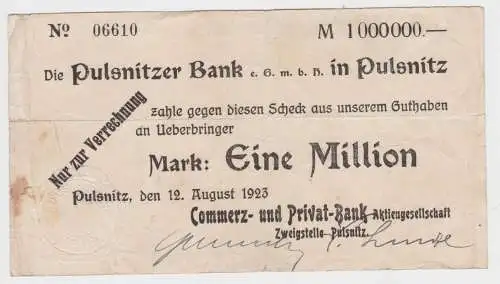 Nº 06610 M 1000000.—
Die Pulsnitzer Bank e. G. m. b. H. in Pulsnitz
Nur zur Verrechnung
zahle gegen diesen Scheck aus unserem Guthaben
an Ueberbringer
Mark: Eine Million
Pulsnitz, den 12. August 1923
Commerz- und Privat-Bank Aktiengesellschaft
Zweigstelle Pulsnitz.